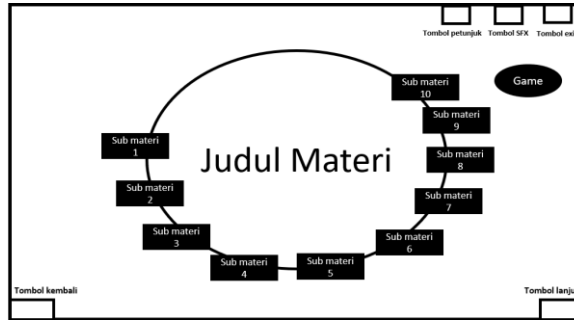 Tombol petunjuk
Tombol SFX
Tombol exi
Game
Sub materi
10
Sub materi
9
Sub materi
1
Judul Materi
Sub materi
8
Sub materi
2
Sub materi
7
Sub materi
3
Sub materi
6
Sub materi
4
Sub materi
5
Tombol kembali
Tombol lanju